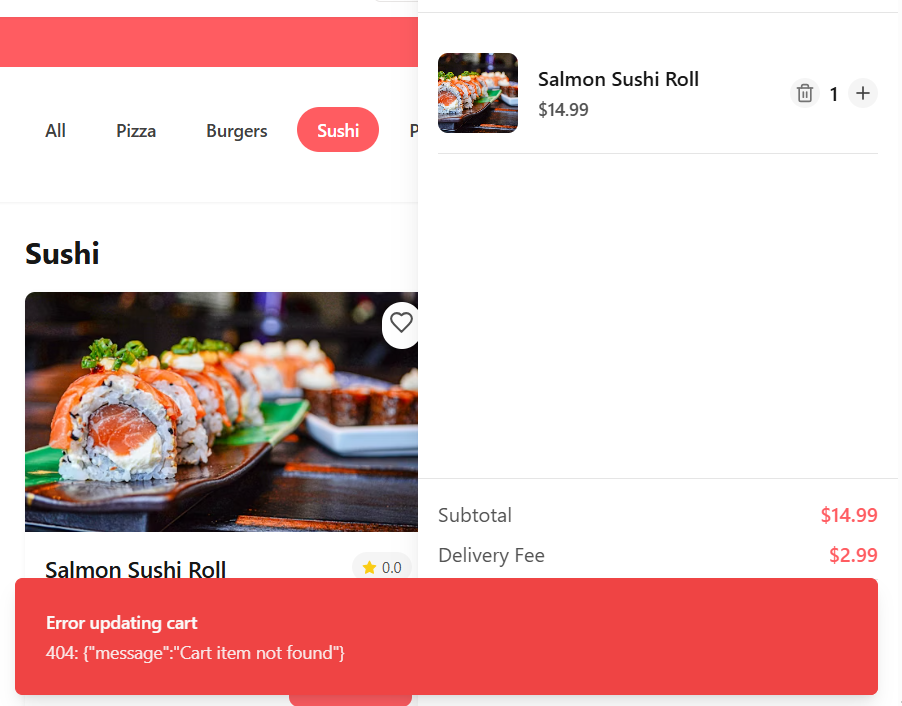 All Pizza Burgers Sushi P
Sushi
Salmon Sushi Roll
0.0
Salmon Sushi Roll
$14.99
1
Subtotal $14.99
Delivery Fee $2.99
Error updating cart
404: {"message":"Cart item not found"}